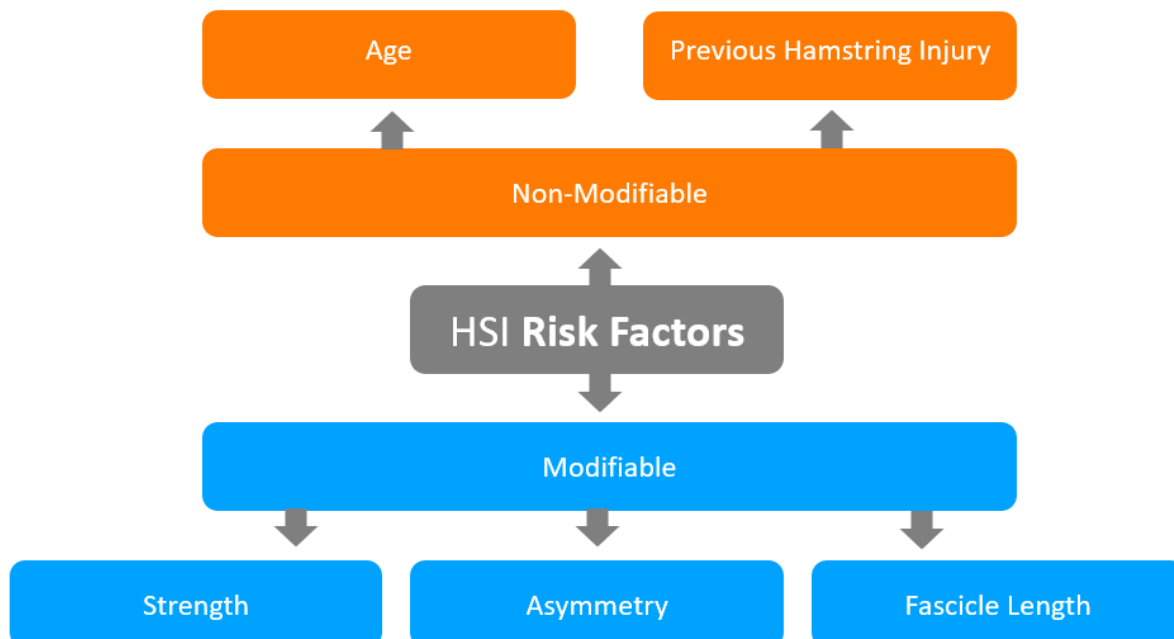 Age
Previous Hamstring Injury
Non-Modifiable
HSI Risk Factors
Modifiable
Strength
Asymmetry
Fascicle Length